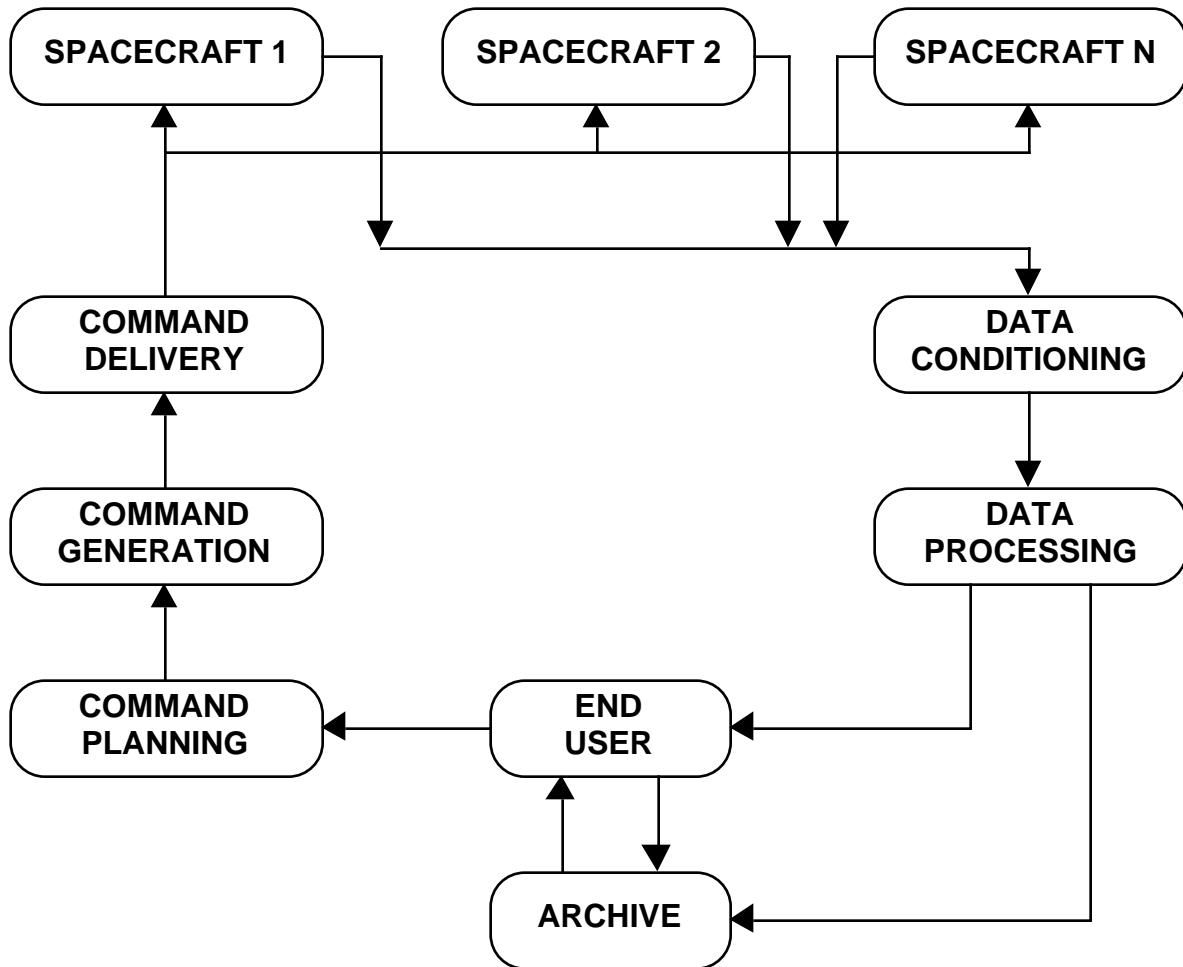 SPACECRAFT 1
SPACECRAFT 2
SPACECRAFT N
COMMAND
DELIVERY
DATA
CONDITIONING
COMMAND
GENERATION
DATA
PROCESSING
COMMAND
PLANNING
END
USER
ARCHIVE